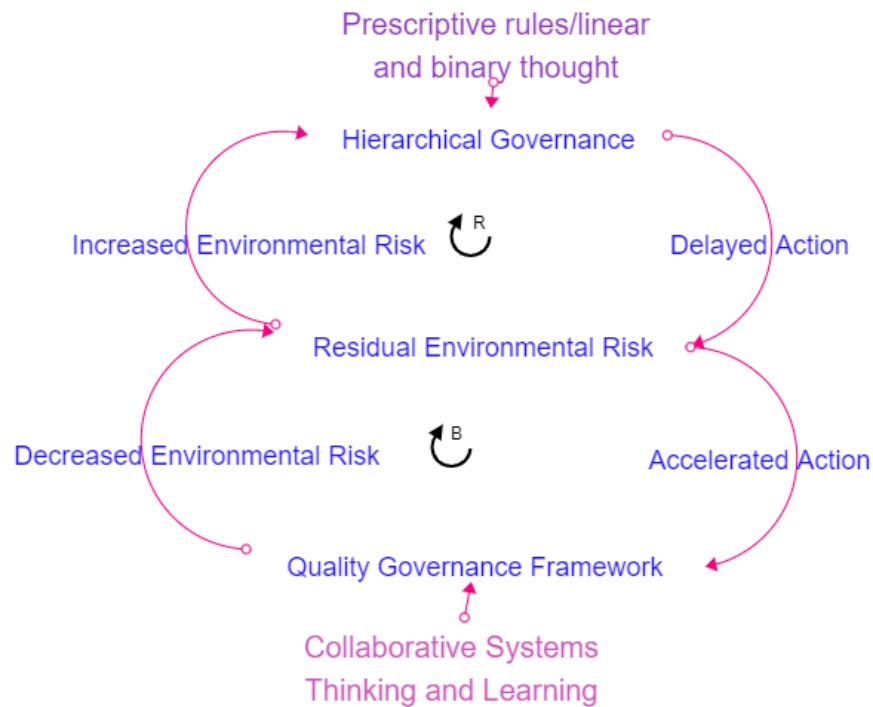 Prescriptive rules/linear
and binary thought
Hierarchical Governance
R
Increased Environmental Risk
Delayed Action
Residual Environmental Risk
B
Decreased Environmental Risk
Accelerated Action
Quality Governance Framework
Collaborative Systems
Thinking and Learning